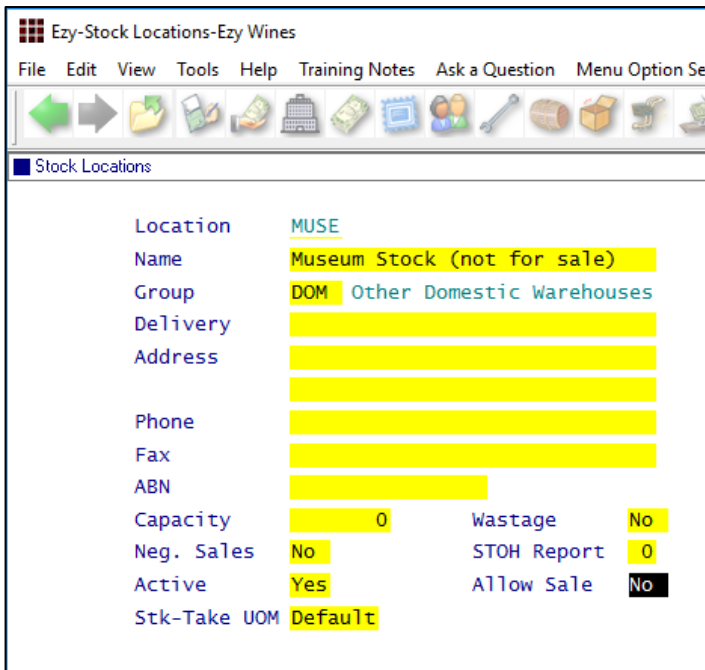 Ezy-Stock Locations-Ezy Wines
File Edit View Tools Help Training Notes Ask a Question Menu Option Se
Stock Locations
Location MUSE
Name Museum Stock (not for sale)
Group DOM Other Domestic Warehouses
Delivery
Address
Phone
Fax
ABN
Capacity 0 Wastage No
Neg. Sales No STOH Report 0
Active Yes Allow Sale No
Stk-Take UOM Default